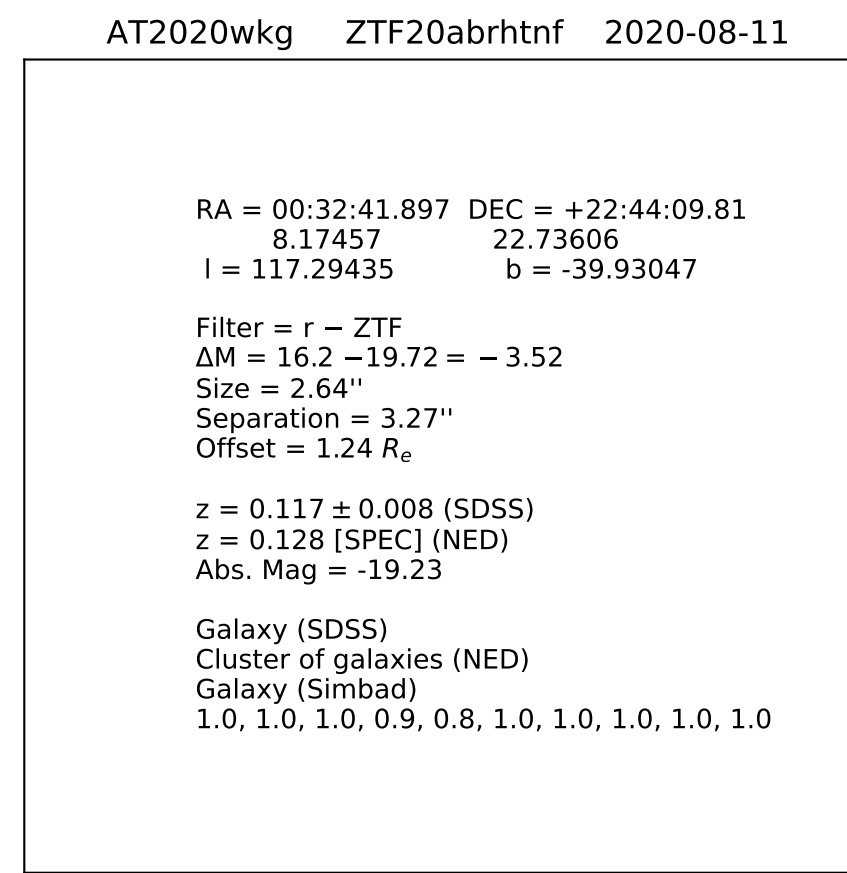 AT2020wkg ZTF20abrhtnf 2020-08-11
RA = 00:32:41.897 DEC = +22:44:09.81
8.17457 22.73606
l = 117.29435 b = -39.93047
Filter = r − ZTF
ΔM = 16.2 −19.72 = − 3.52
Size = 2.64''
Separation = 3.27''
Offset = 1.24 Re
z = 0.117 ± 0.008 (SDSS)
z = 0.128 [SPEC] (NED)
Abs. Mag = -19.23
Galaxy (SDSS)
Cluster of galaxies (NED)
Galaxy (Simbad)
1.0, 1.0, 1.0, 0.9, 0.8, 1.0, 1.0, 1.0, 1.0, 1.0